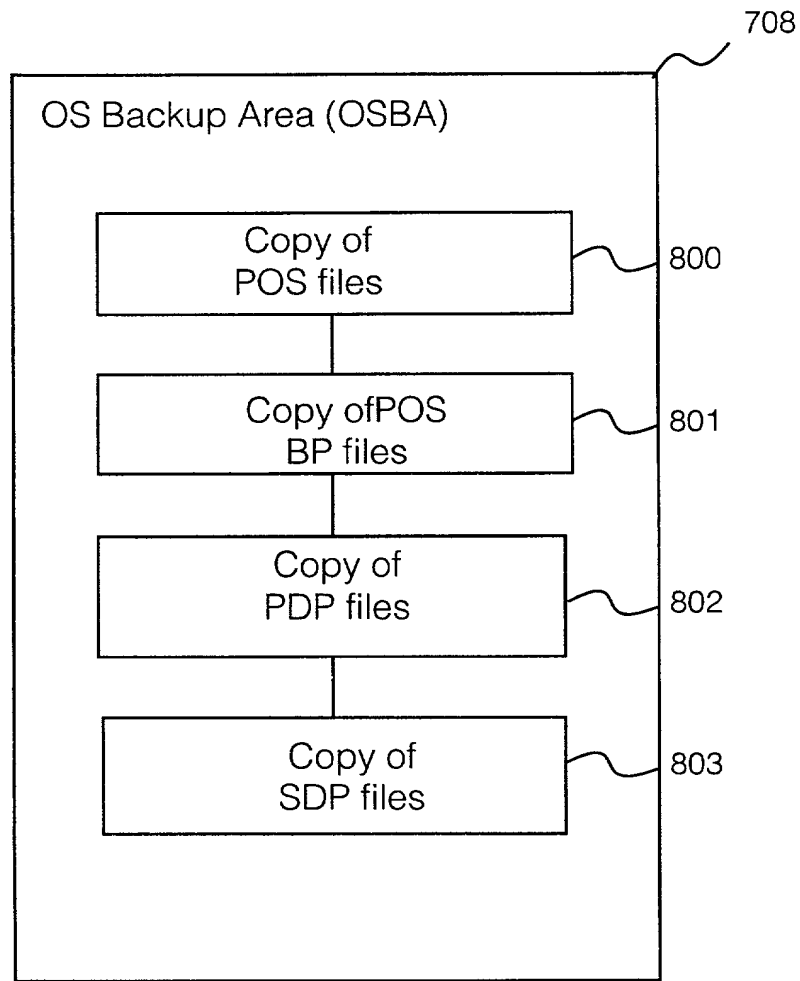 708
OS Backup Area (OSBA)
Copy of
POS files
800
Copy ofPOS
BP files
801
Copy of
PDP files
802
Copy of
SDP files
803